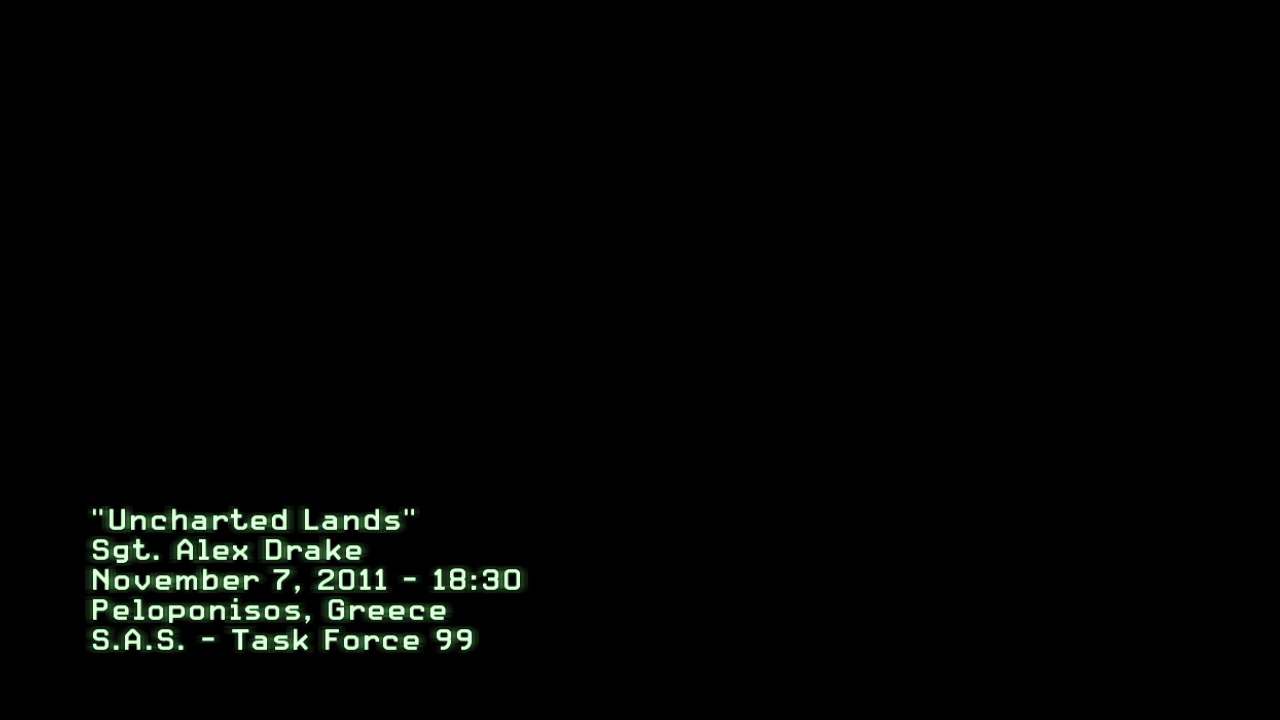 "Uncharted Lands"
Sgt. Alex Drake
November 7, 2011 - 18:30
Peloponisos, Greece
S.A.S. - Task Force 99